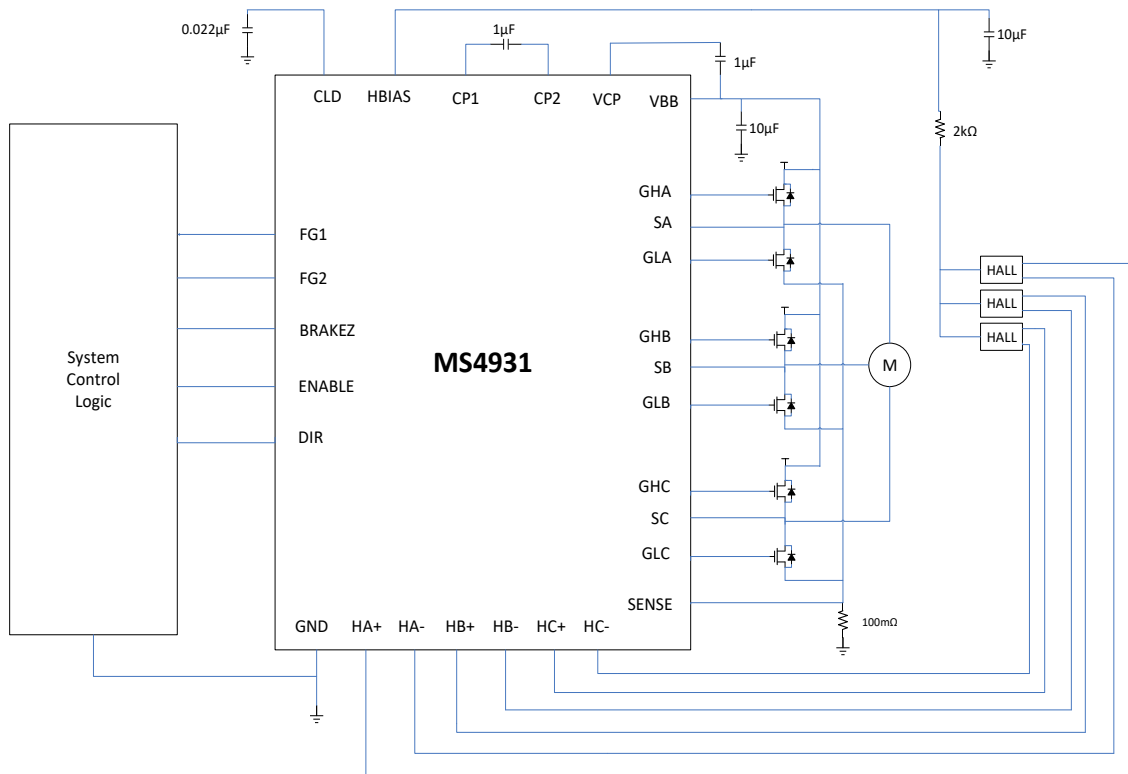 0.022µF
1µF
1µF
10µF
CLD
HBIAS
CP1
CP2
VCP
VBB
10µF
2kΩ
GHA
SA
GLA
FG1
FG2
BRAKEZ
ENABLE
DIR
System
Control
Logic
MS4931
GHB
SB
GLB
M
HALL
HALL
HALL
GHC
SC
GLC
SENSE
100mΩ
GND
HA+
HA-
HB+
HB-
HC+
HC-